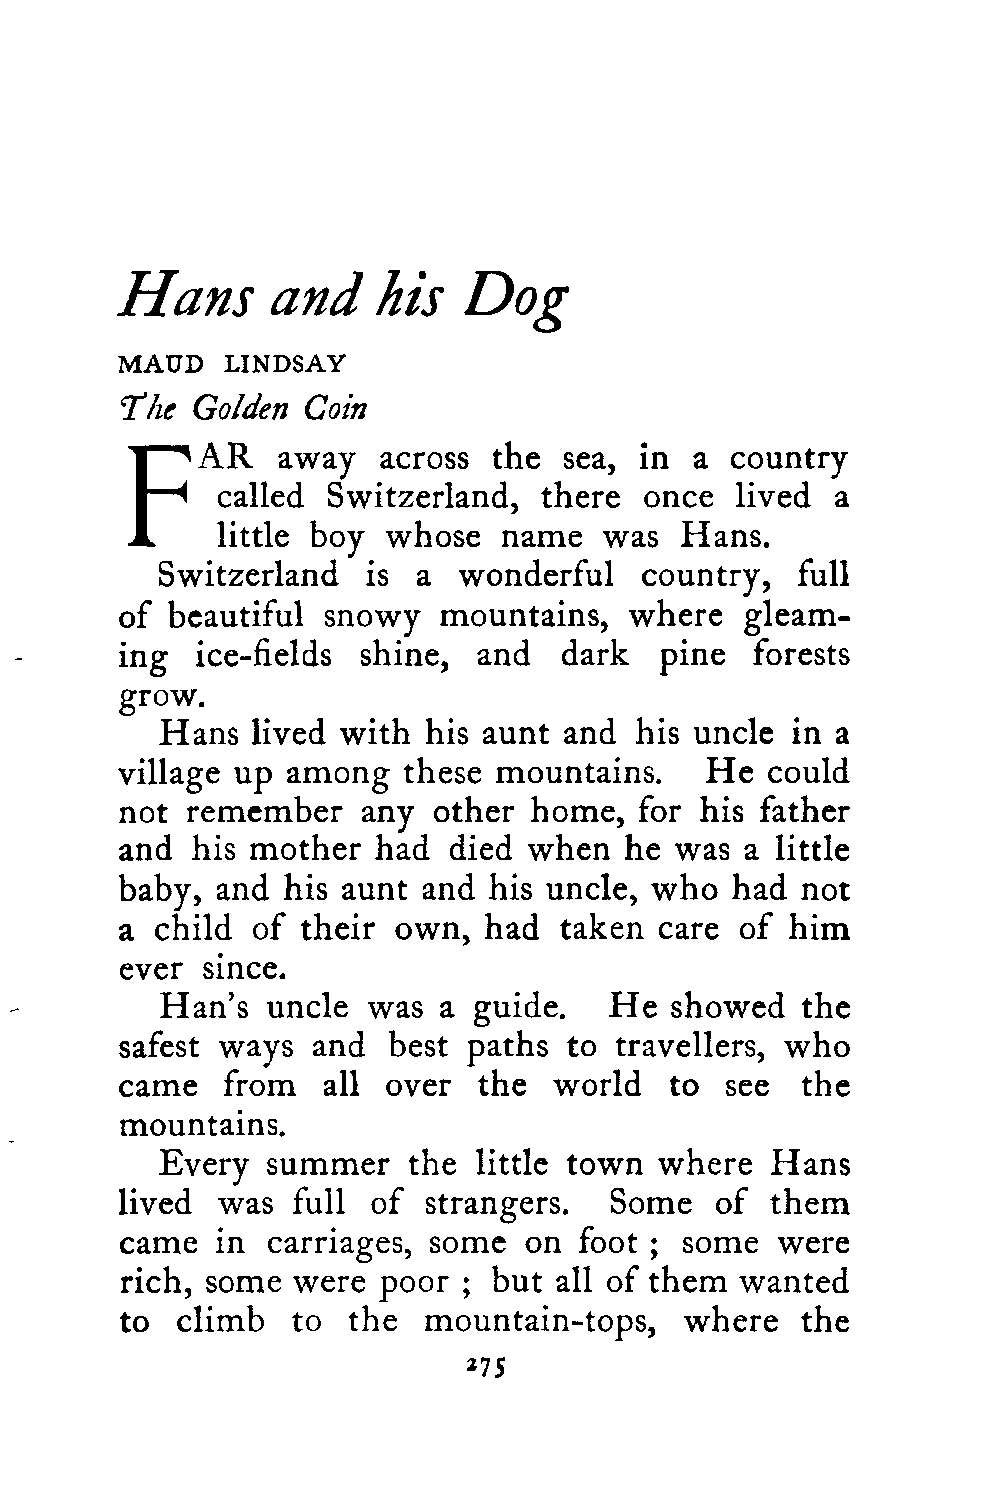 Hans and his Dog
MAUD LINDSAY
The Golden Coin
FAR away across the sea, in a country
called Switzerland, there once lived a
little boy whose name was Hans.
Switzerland is a wonderful country, full
of beautiful snowy mountains, where gleam-
ing ice-fields shine, and dark pine forests
grow.
Hans lived with his aunt and his uncle in a
village up among these mountains. He could
not remember any other home, for his father
and his mother had died when he was a little
baby, and his aunt and his uncle, who had not
a child of their own, had taken care of him
ever since.
Han's uncle was a guide. He showed the
safest ways and best paths to travellers, who
came from all over the world to see the
mountains.
Every summer the little town where Hans
lived was full of strangers. Some of them
came in carriages, some on foot ; some were
rich, some were poor ; but all of them wanted
to climb to the mountain-tops, where the
275